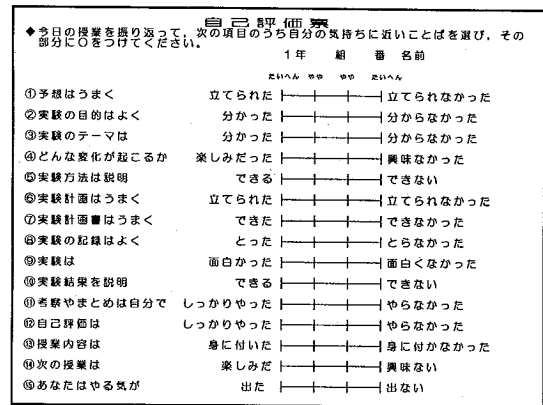 自己評価票
◆今日の授業を振り返って，次の項目のうち自分の気持ちに近いことばを選び，その
部分に○をつけてください。
1年　組　番　名前
たいへん　やや　やや　たいへん
①予想はうまく　立てられた　立てられなかった
②実験の目的はよく　分かった　分からなかった
③実験のテーマは　分かった　分からなかった
④どんな変化が起こるか　楽しみだった　興味なかった
⑤実験方法は説明　できる　できない
⑥実験計画はうまく　立てられた　立てられなかった
⑦実験計画書はうまく　できた　できなかった
⑧実験の記録はよく　とった　とらなかった
⑨実験は　面白かった　面白くなかった
⑩実験結果を説明　できる　できない
⑪考察やまとめは自分で　しっかりやった　やらなかった
⑫自己評価は　しっかりやった　やらなかった
⑬授業内容は　身に付いた　身に付かなかった
⑭次の授業は　楽しみだ　興味ない
⑮あなたはやる気が　出た　出ない